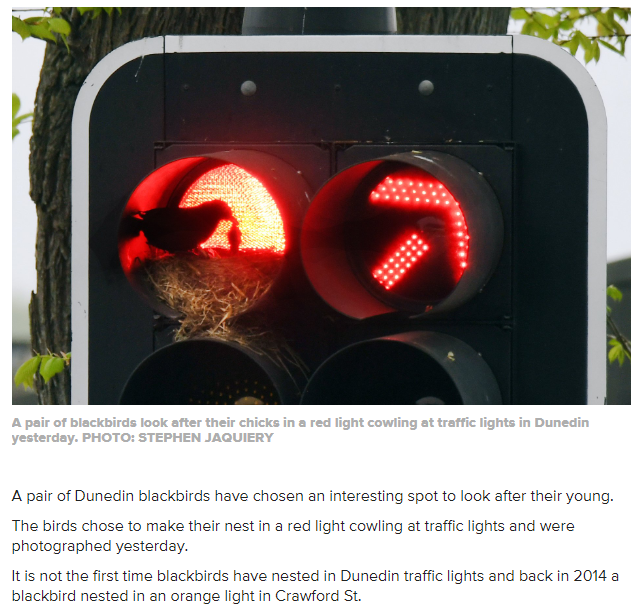 A pair of blackbirds look after their chicks in a red light cowling at traffic lights in Dunedin
yesterday. PHOTO: STEPHEN JAQUIERY
A pair of Dunedin blackbirds have chosen an interesting spot to look after their young.
The birds chose to make their nest in a red light cowling at traffic lights and were
photographed yesterday.
It is not the first time blackbirds have nested in Dunedin traffic lights and back in 2014 a
blackbird nested in an orange light in Crawford St.